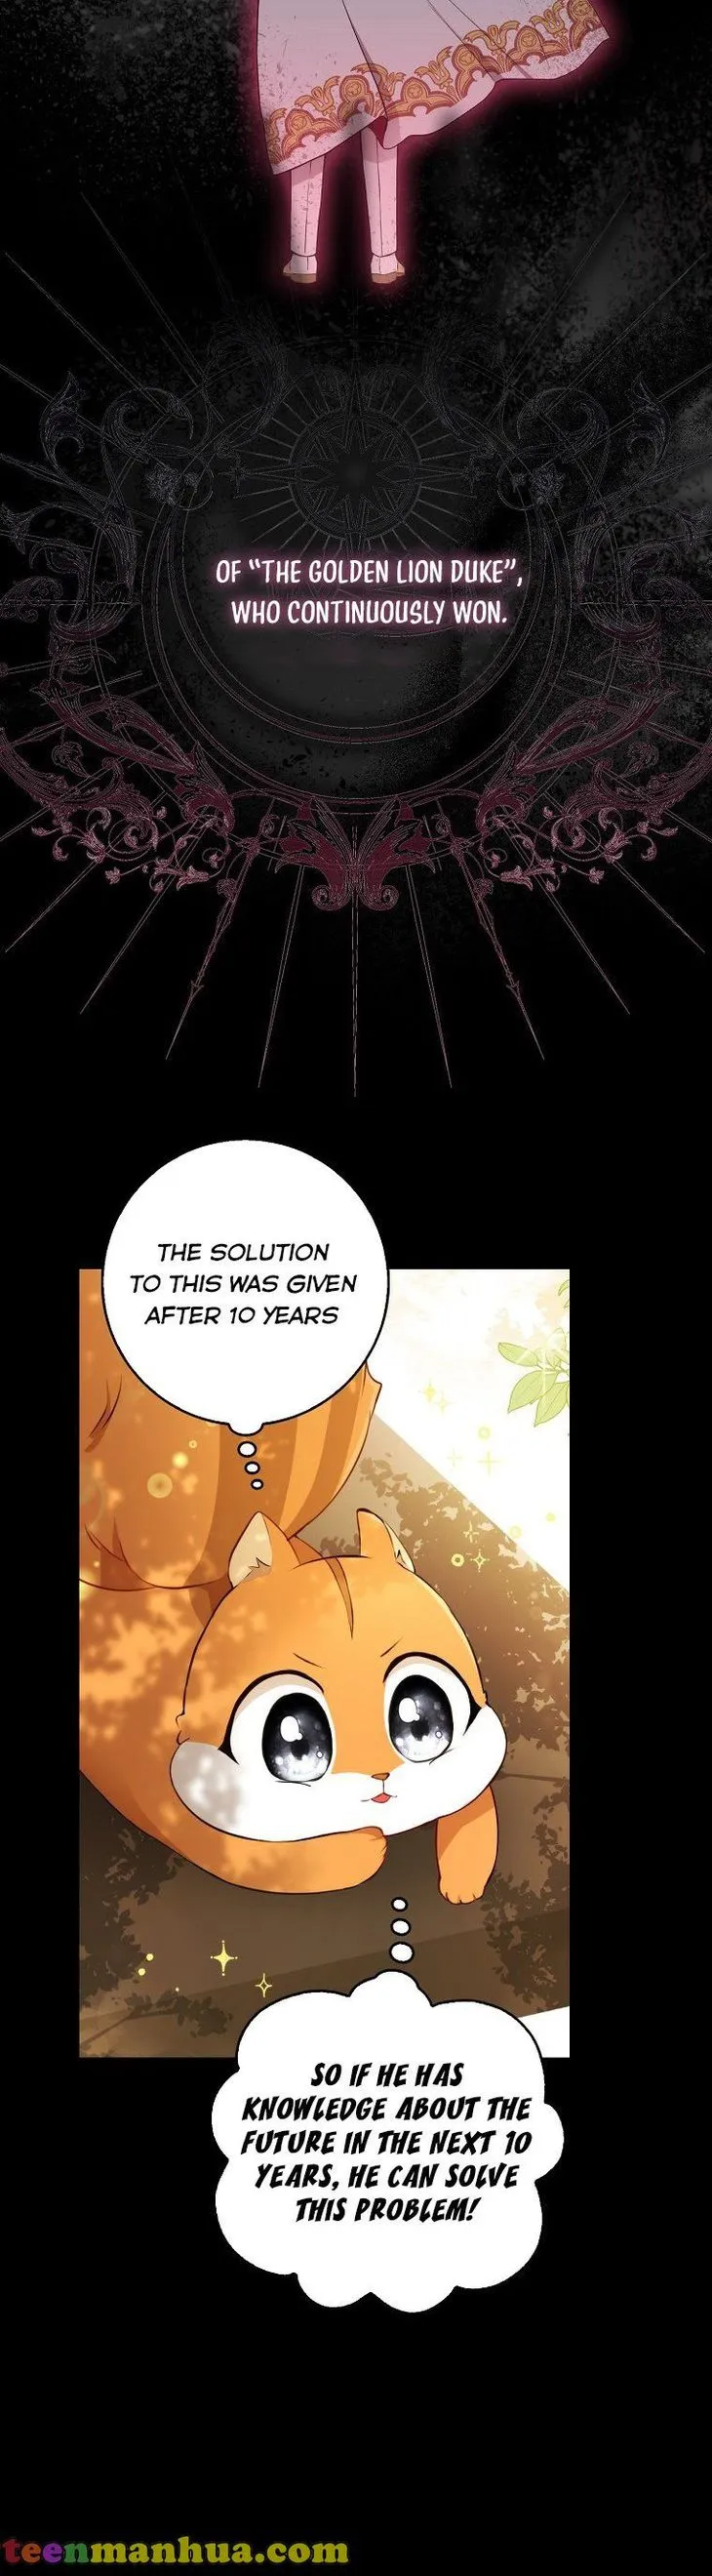 OF “THE GOLDEN LION DUKE”,
WHO CONTINUOUSLY WON.
THE SOLUTION
TO THIS WAS GIVEN
AFTER 10 YEARS
SO IF HE HAS
KNOWLEDGE ABOUT THE
FUTURE IN THE NEXT 10
YEARS, HE CAN SOLVE
THIS PROBLEM!
teenmanhua.com